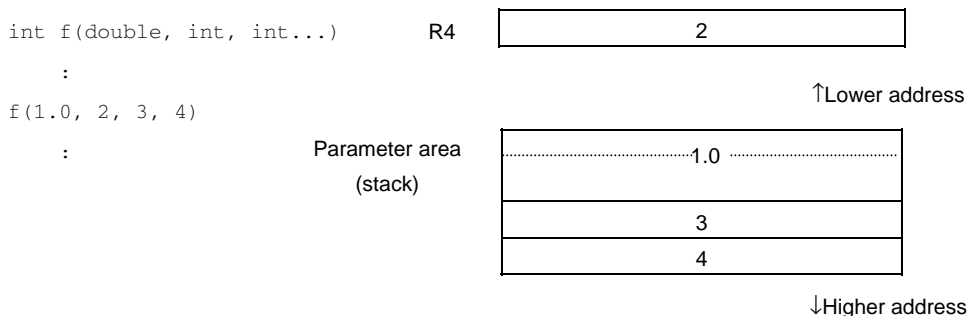 int f(double, int, int...) R4 2
:
↑Lower address
f(1.0, 2, 3, 4)
: Parameter area 1.0
(stack)
3
4
↓Higher address